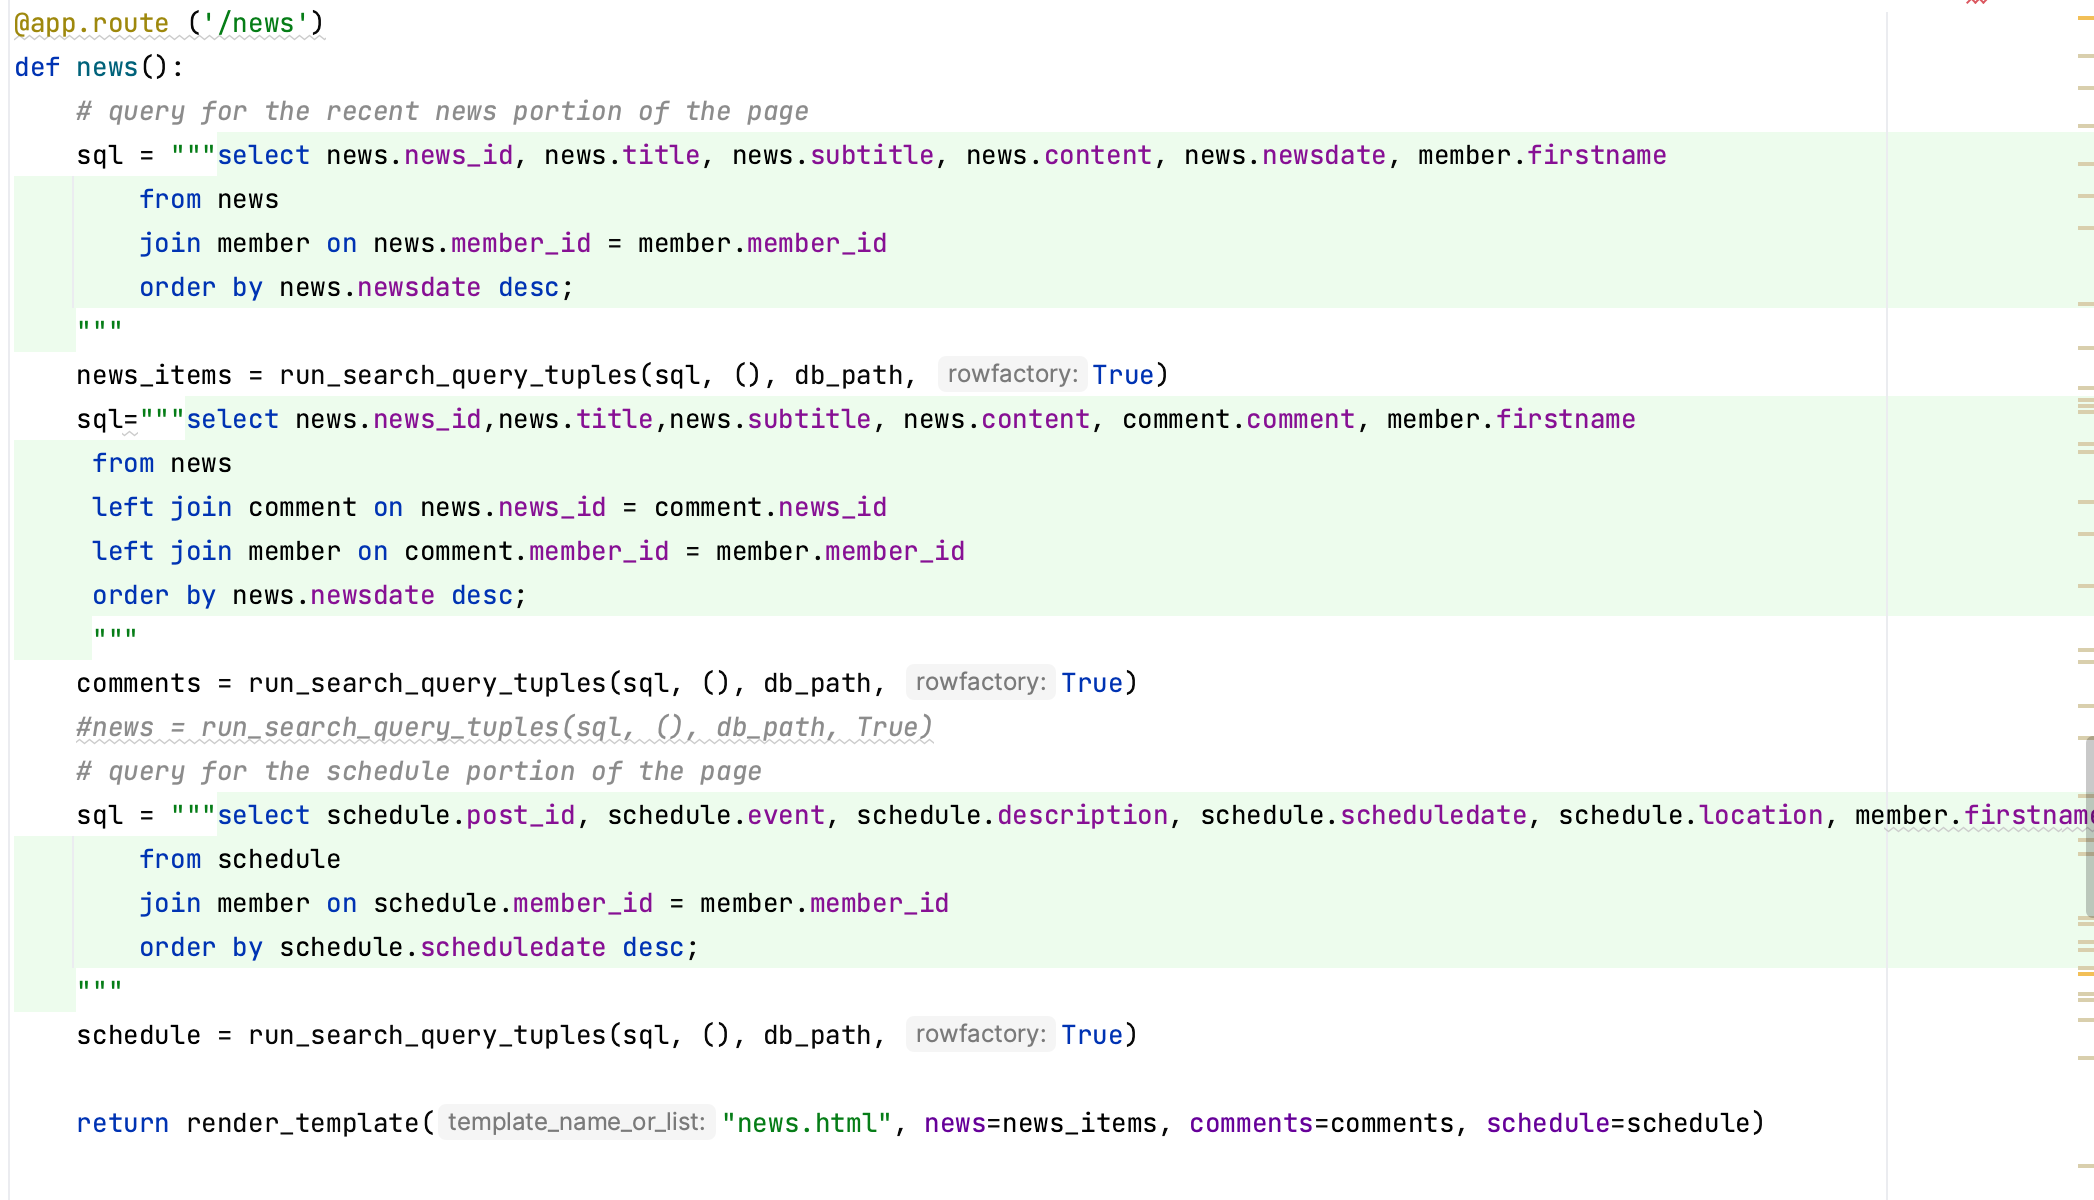 @app.route ('/news')
def news():
    # query for the recent news portion of the page
    sql = """select news.news_id, news.title, news.subtitle, news.content, news.newsdate, member.firstname
        from news
        join member on news.member_id = member.member_id
        order by news.newsdate desc;
    """
    news_items = run_search_query_tuples(sql, (), db_path, rowfactory: True)
    sql="""select news.news_id,news.title,news.subtitle, news.content, comment.comment, member.firstname
     from news
     left join comment on news.news_id = comment.news_id
     left join member on comment.member_id = member.member_id
     order by news.newsdate desc;
     """
    comments = run_search_query_tuples(sql, (), db_path, rowfactory: True)
    #news = run_search_query_tuples(sql, (), db_path, True)
    # query for the schedule portion of the page
    sql = """select schedule.post_id, schedule.event, schedule.description, schedule.scheduledate, schedule.location, member.firstname
        from schedule
        join member on schedule.member_id = member.member_id
        order by schedule.scheduledate desc;
    """
    schedule = run_search_query_tuples(sql, (), db_path, rowfactory: True)
    return render_template( template_name_or_list: "news.html", news=news_items, comments=comments, schedule=schedule)